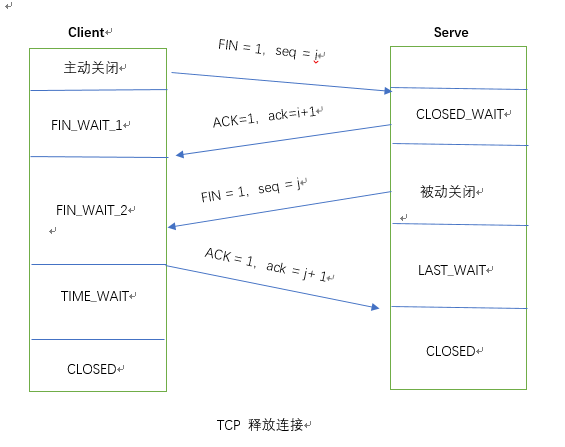 Client
Serve
主动关闭
FIN = 1, seq = i
FIN_WAIT_1
ACK=1, ack=i+1
CLOSED_WAIT
FIN_WAIT_2
FIN = 1, seq = j
被动关闭
ACK = 1, ack = j+ 1
TIME_WAIT
LAST_WAIT
CLOSED
CLOSED
TCP 释放连接